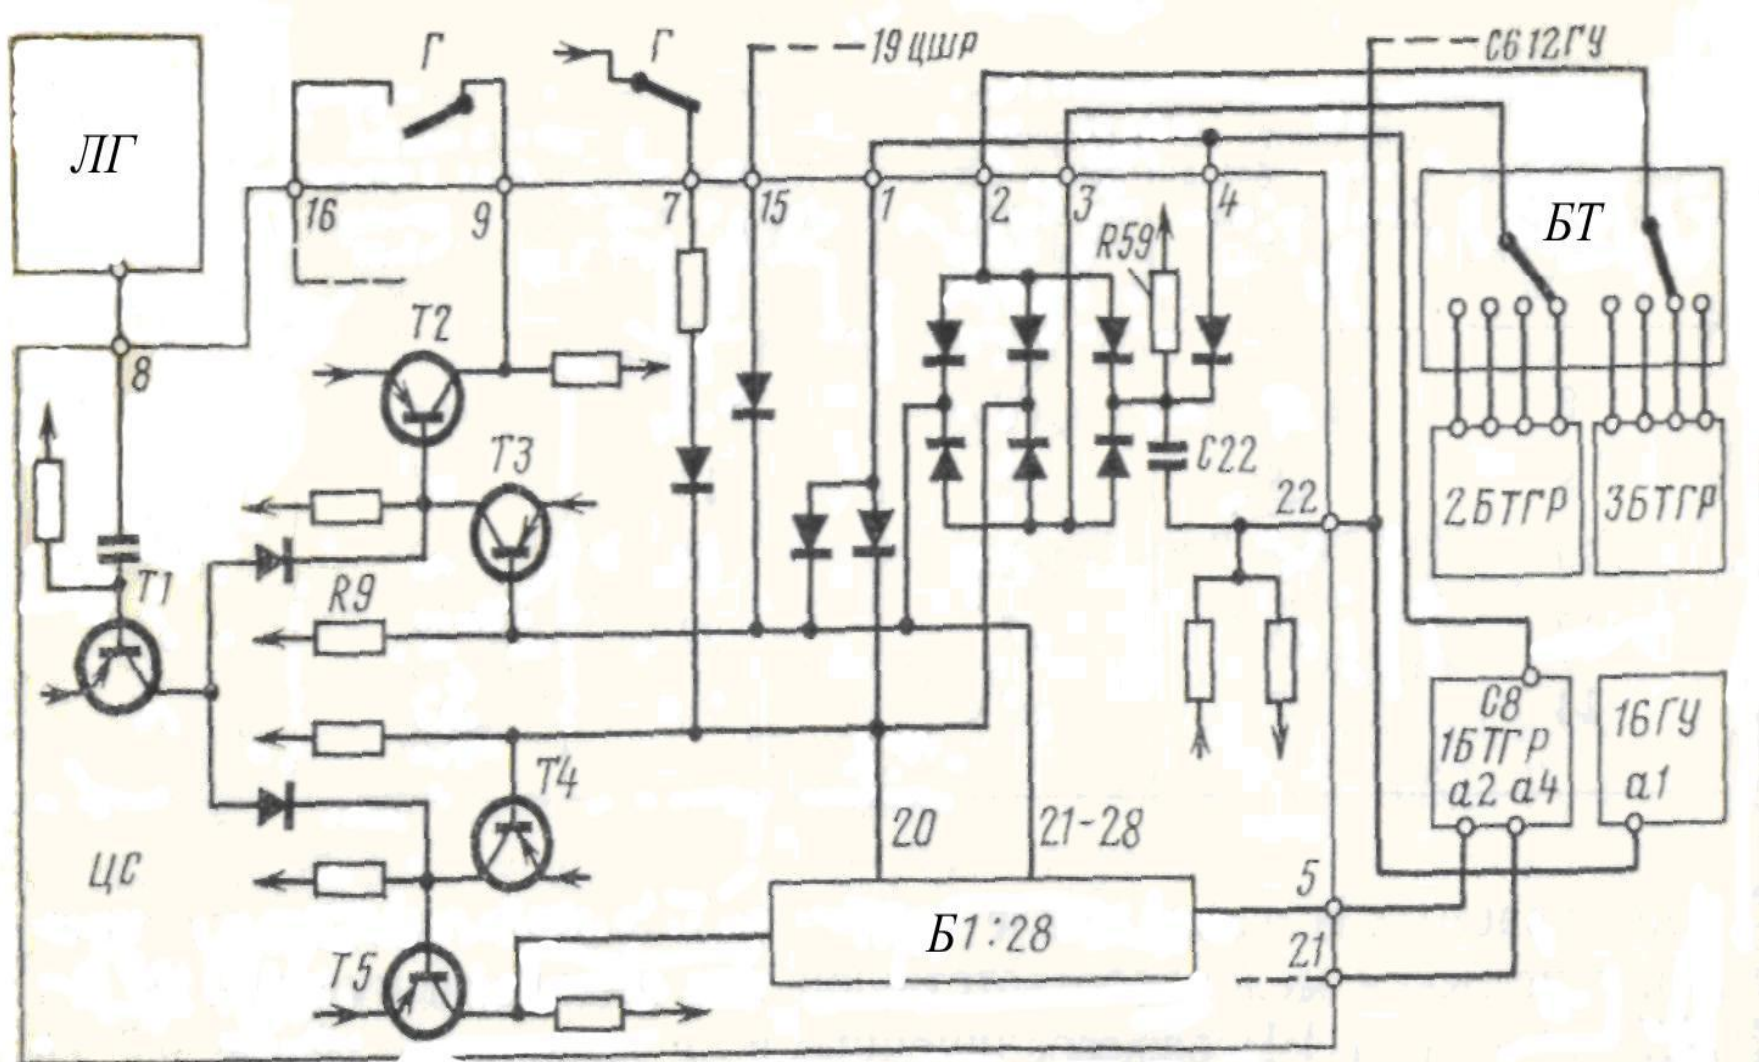 Г Г 19 ЦШР С6 12ГУ
ЛГ
16 9 7 15 1 2 3 4
БТ
R59
8
Т2
Т3
С22
22
2БТГР 3БТГР
Т1
R9
С8
1БТГР
а2 а4
16ГУ
а1
Т4
20 21-28
ЦС
5
Б1:28
21
Т5